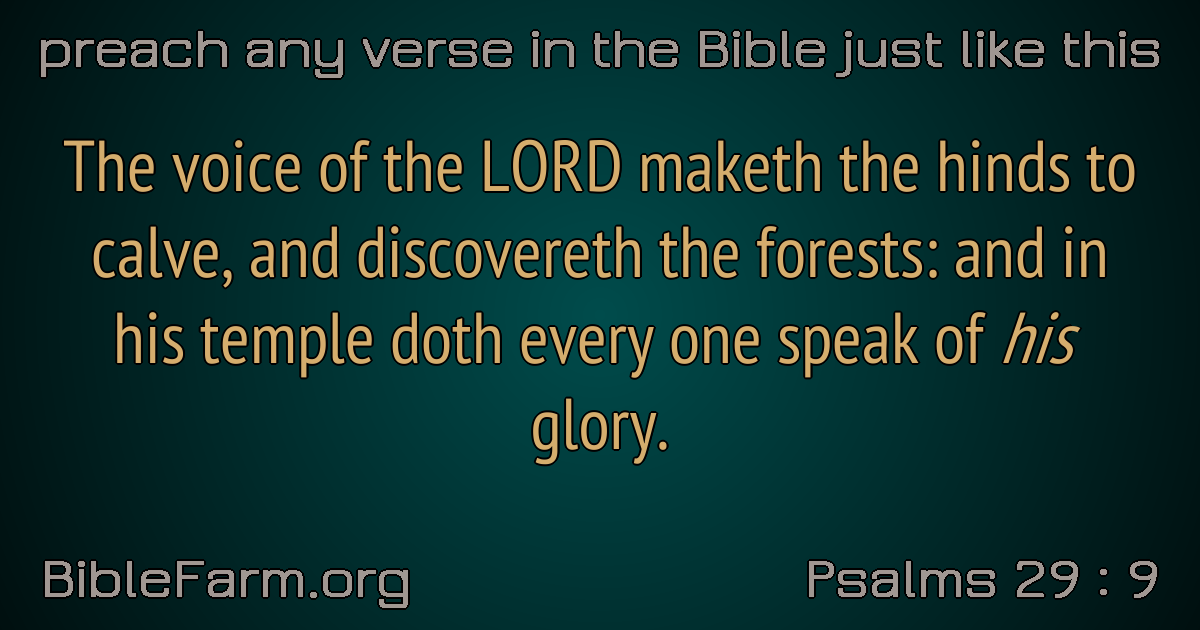 preach any verse in the Bible just like this
The voice of the LORD maketh the hinds to
calve, and discovereth the forests: and in
his temple doth every one speak of his
glory.
BibleFarm.org
Psalms 29 : 9